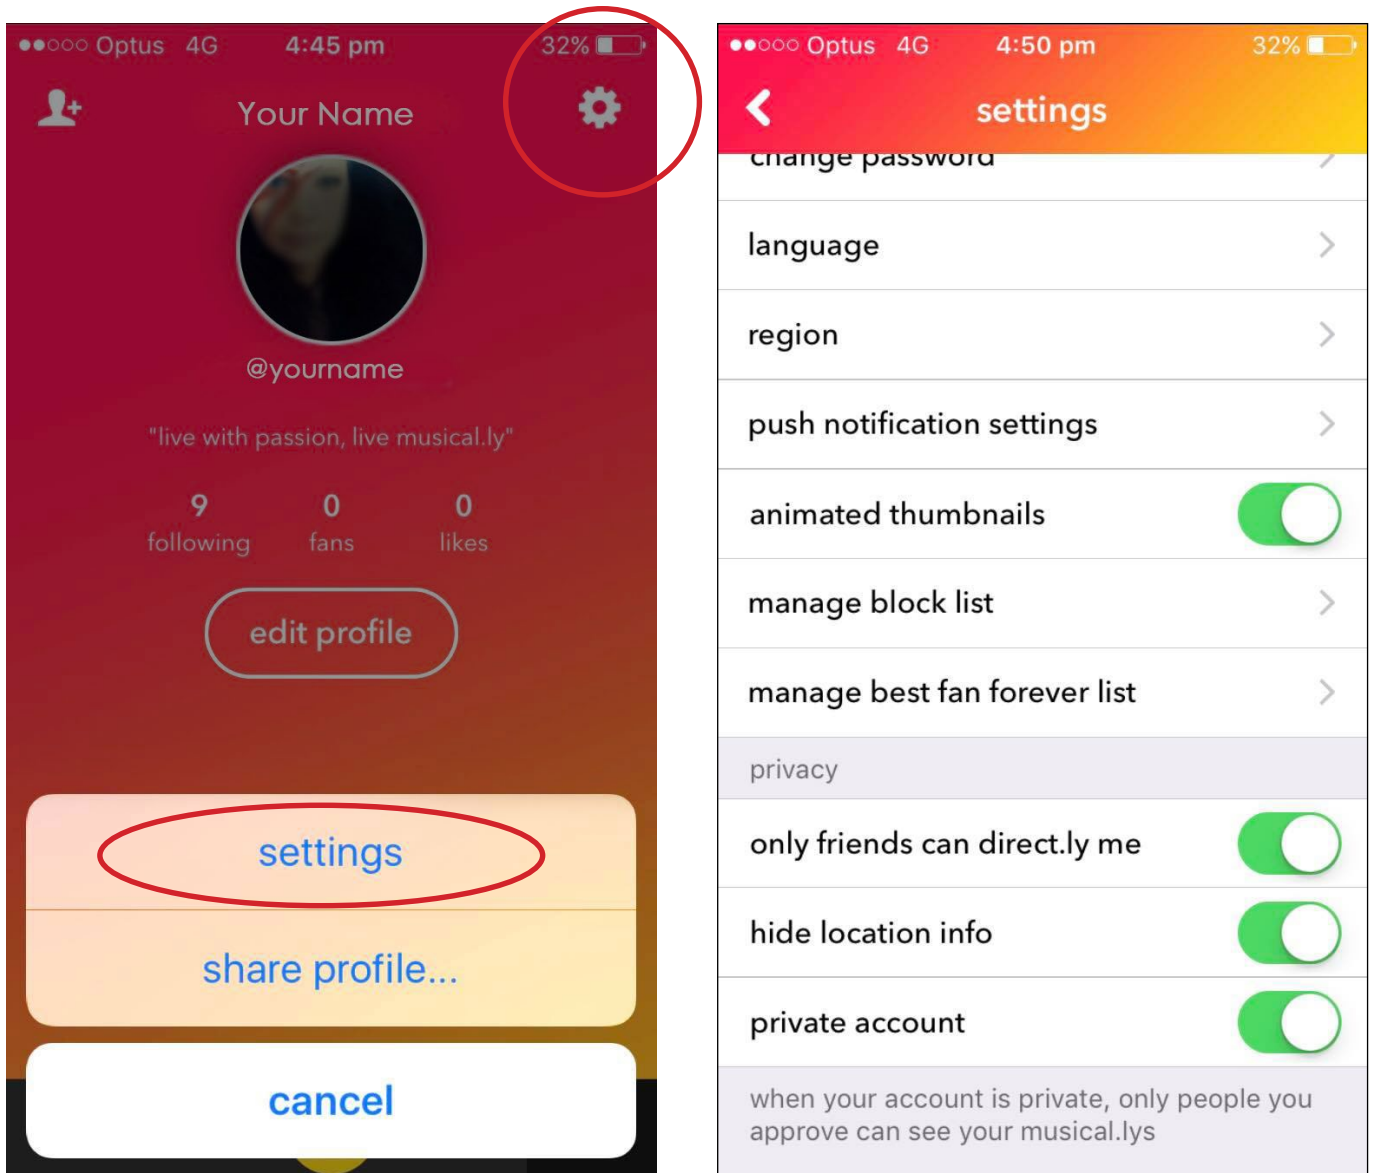 Optus 4G 4:45 pm 32%
Your Name
@yourname
"live with passion, live musical.ly"
9 0 0
following fans likes
edit profile
settings
share profile...
cancel
Optus 4G 4:50 pm 32%
settings
change password
language
region
push notification settings
animated thumbnails
manage block list
manage best fan forever list
privacy
only friends can direct.ly me
hide location info
private account
when your account is private, only people you
approve can see your musical.lys